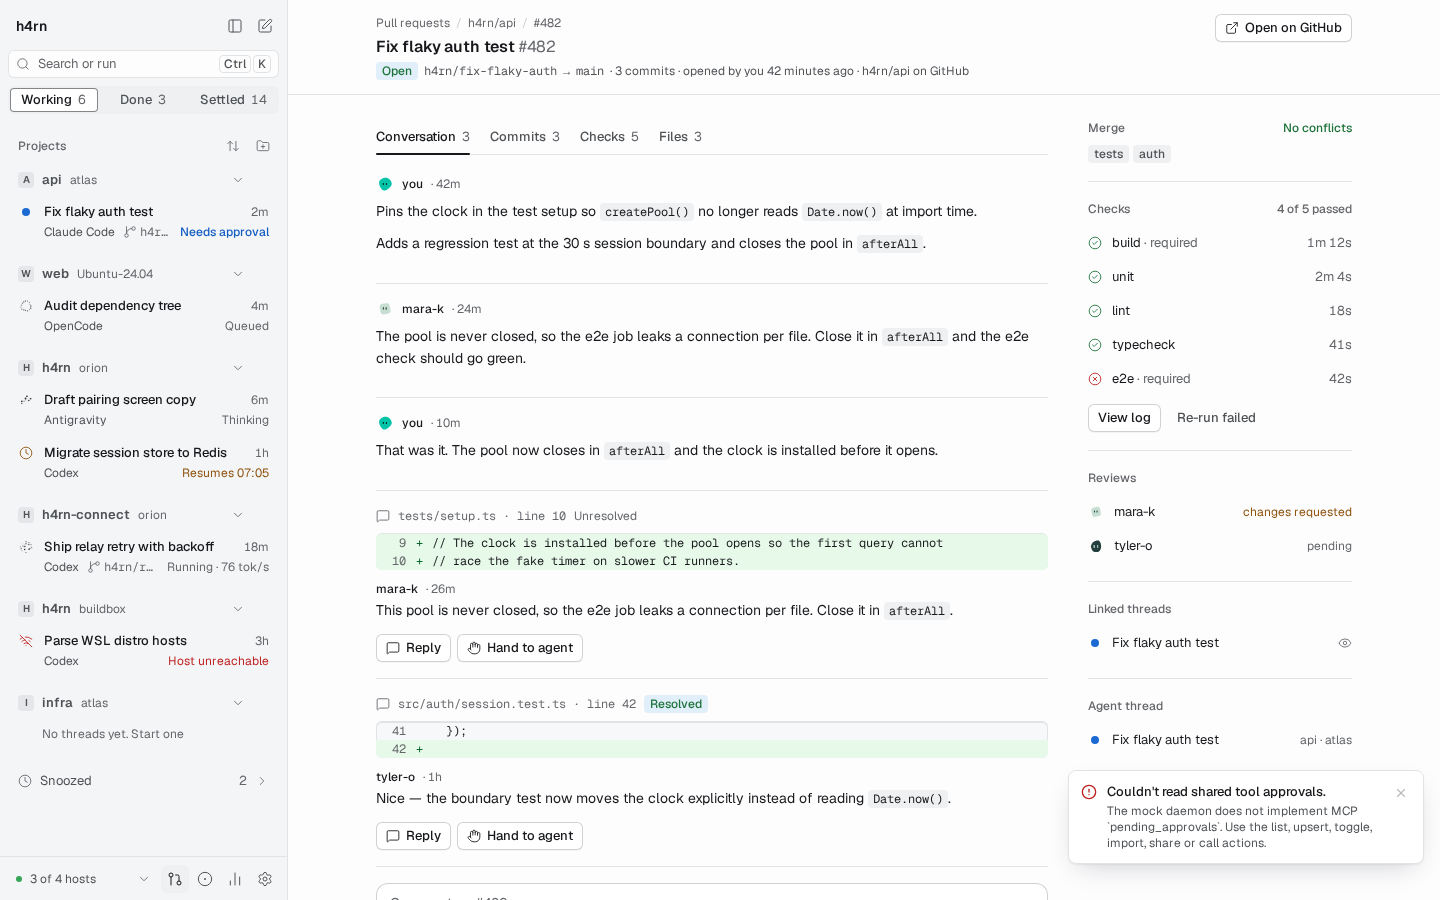 h4rn
Search or run Ctrl K
Working 6 Done 3 Settled 14
Projects
A api atlas
Fix flaky auth test 2m
Claude Code h4r... Needs approval
W web Ubuntu-24.04
Audit dependency tree 4m
OpenCode Queued
H h4rn orion
Draft pairing screen copy 6m
Antigravity Thinking
Migrate session store to Redis 1h
Codex Resumes 07:05
H h4rn-connect orion
Ship relay retry with backoff 18m
Codex h4rn/r... Running · 76 tok/s
H h4rn buildbox
Parse WSL distro hosts 3h
Codex Host unreachable
I infra atlas
No threads yet. Start one
Snoozed 2
3 of 4 hosts
Pull requests / h4rn/api / #482
Fix flaky auth test #482
Open h4rn/fix-flaky-auth → main · 3 commits · opened by you 42 minutes ago · h4rn/api on GitHub
Open on GitHub
Conversation 3 Commits 3 Checks 5 Files 3
you · 42m
Pins the clock in the test setup so createPool() no longer reads Date.now() at import time.
Adds a regression test at the 30 s session boundary and closes the pool in afterAll.
mara-k · 24m
The pool is never closed, so the e2e job leaks a connection per file. Close it in afterAll and the e2e
check should go green.
you · 10m
That was it. The pool now closes in afterAll and the clock is installed before it opens.
tests/setup.ts · line 10 Unresolved
9 + // The clock is installed before the pool opens so the first query cannot
10 + // race the fake timer on slower CI runners.
mara-k · 26m
This pool is never closed, so the e2e job leaks a connection per file. Close it in afterAll.
Reply Hand to agent
src/auth/session.test.ts · line 42 Resolved
41 });
42 +
tyler-o · 1h
Nice — the boundary test now moves the clock explicitly instead of reading Date.now().
Reply Hand to agent
Merge No conflicts
tests auth
Checks 4 of 5 passed
build · required 1m 12s
unit 2m 4s
lint 18s
typecheck 41s
e2e · required 42s
View log Re-run failed
Reviews
mara-k changes requested
tyler-o pending
Linked threads
Fix flaky auth test
Agent thread
Fix flaky auth test api · atlas
Couldn't read shared tool approvals.
The mock daemon does not implement MCP
`pending_approvals`. Use the list, upsert, toggle,
import, share or call actions.